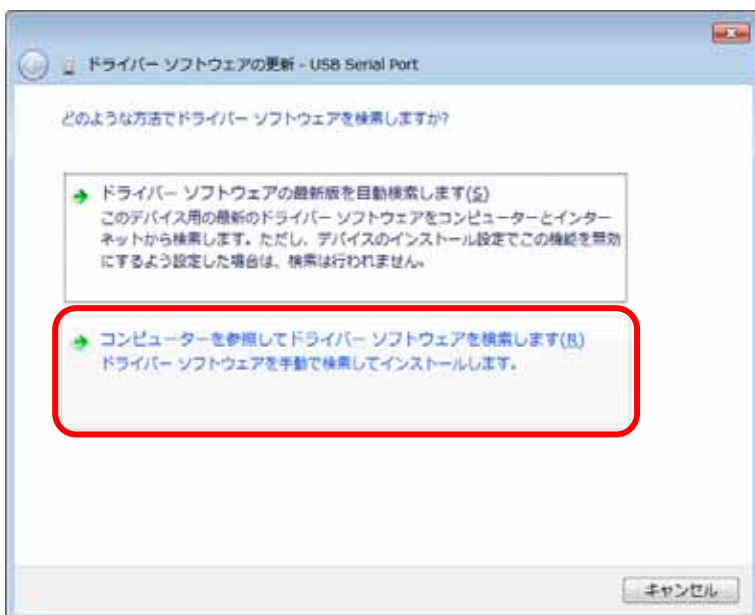 ドライバー ソフトウェアの更新 - USB Serial Port
どのような方法でドライバー ソフトウェアを検索しますか?
ドライバー ソフトウェアの最新版を自動検索します(S)
このデバイス用の最新のドライバー ソフトウェアをコンピューターとインター
ネットから検索します。ただし、デバイスのインストール設定でこの機能を無効
にするよう設定した場合は、検索は行われません。
コンピューターを参照してドライバー ソフトウェアを検索します(R)
ドライバー ソフトウェアを手動で検索してインストールします。
キャンセル